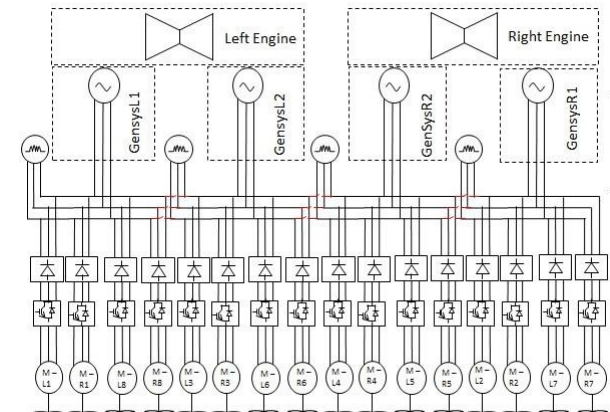 Left Engine
Right Engine
GensysL1
GensysL2
GenSysR2
GensysR1
M – L1
M – R1
M – L8
M – R8
M – L3
M – R3
M – L6
M – R6
M – L4
M – R4
M – L5
M – R5
M – L2
M – R2
M – L7
M – R7